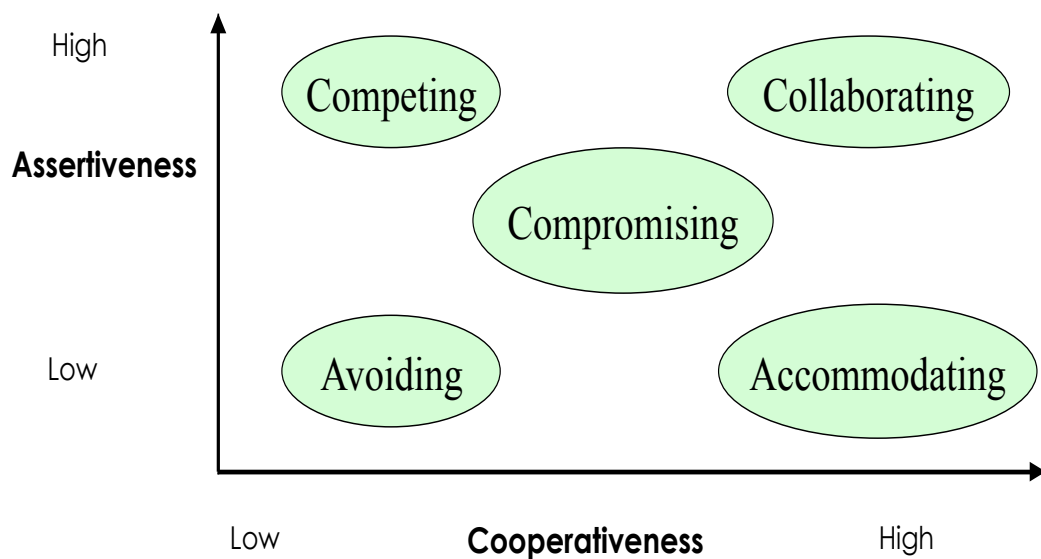 High
Competing
Collaborating
Assertiveness
Compromising
Low
Avoiding
Accommodating
Low
Cooperativeness
High